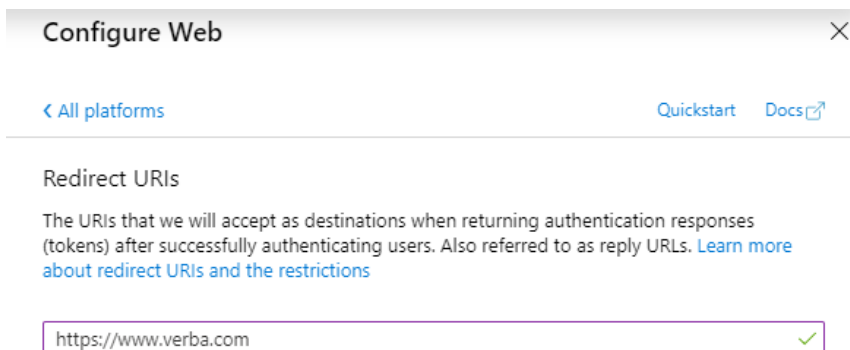 Configure Web
All platforms
Quickstart
Docs
Redirect URIs
The URIs that we will accept as destinations when returning authentication responses
(tokens) after successfully authenticating users. Also referred to as reply URLs. Learn more
about redirect URIs and the restrictions
https://www.verba.com